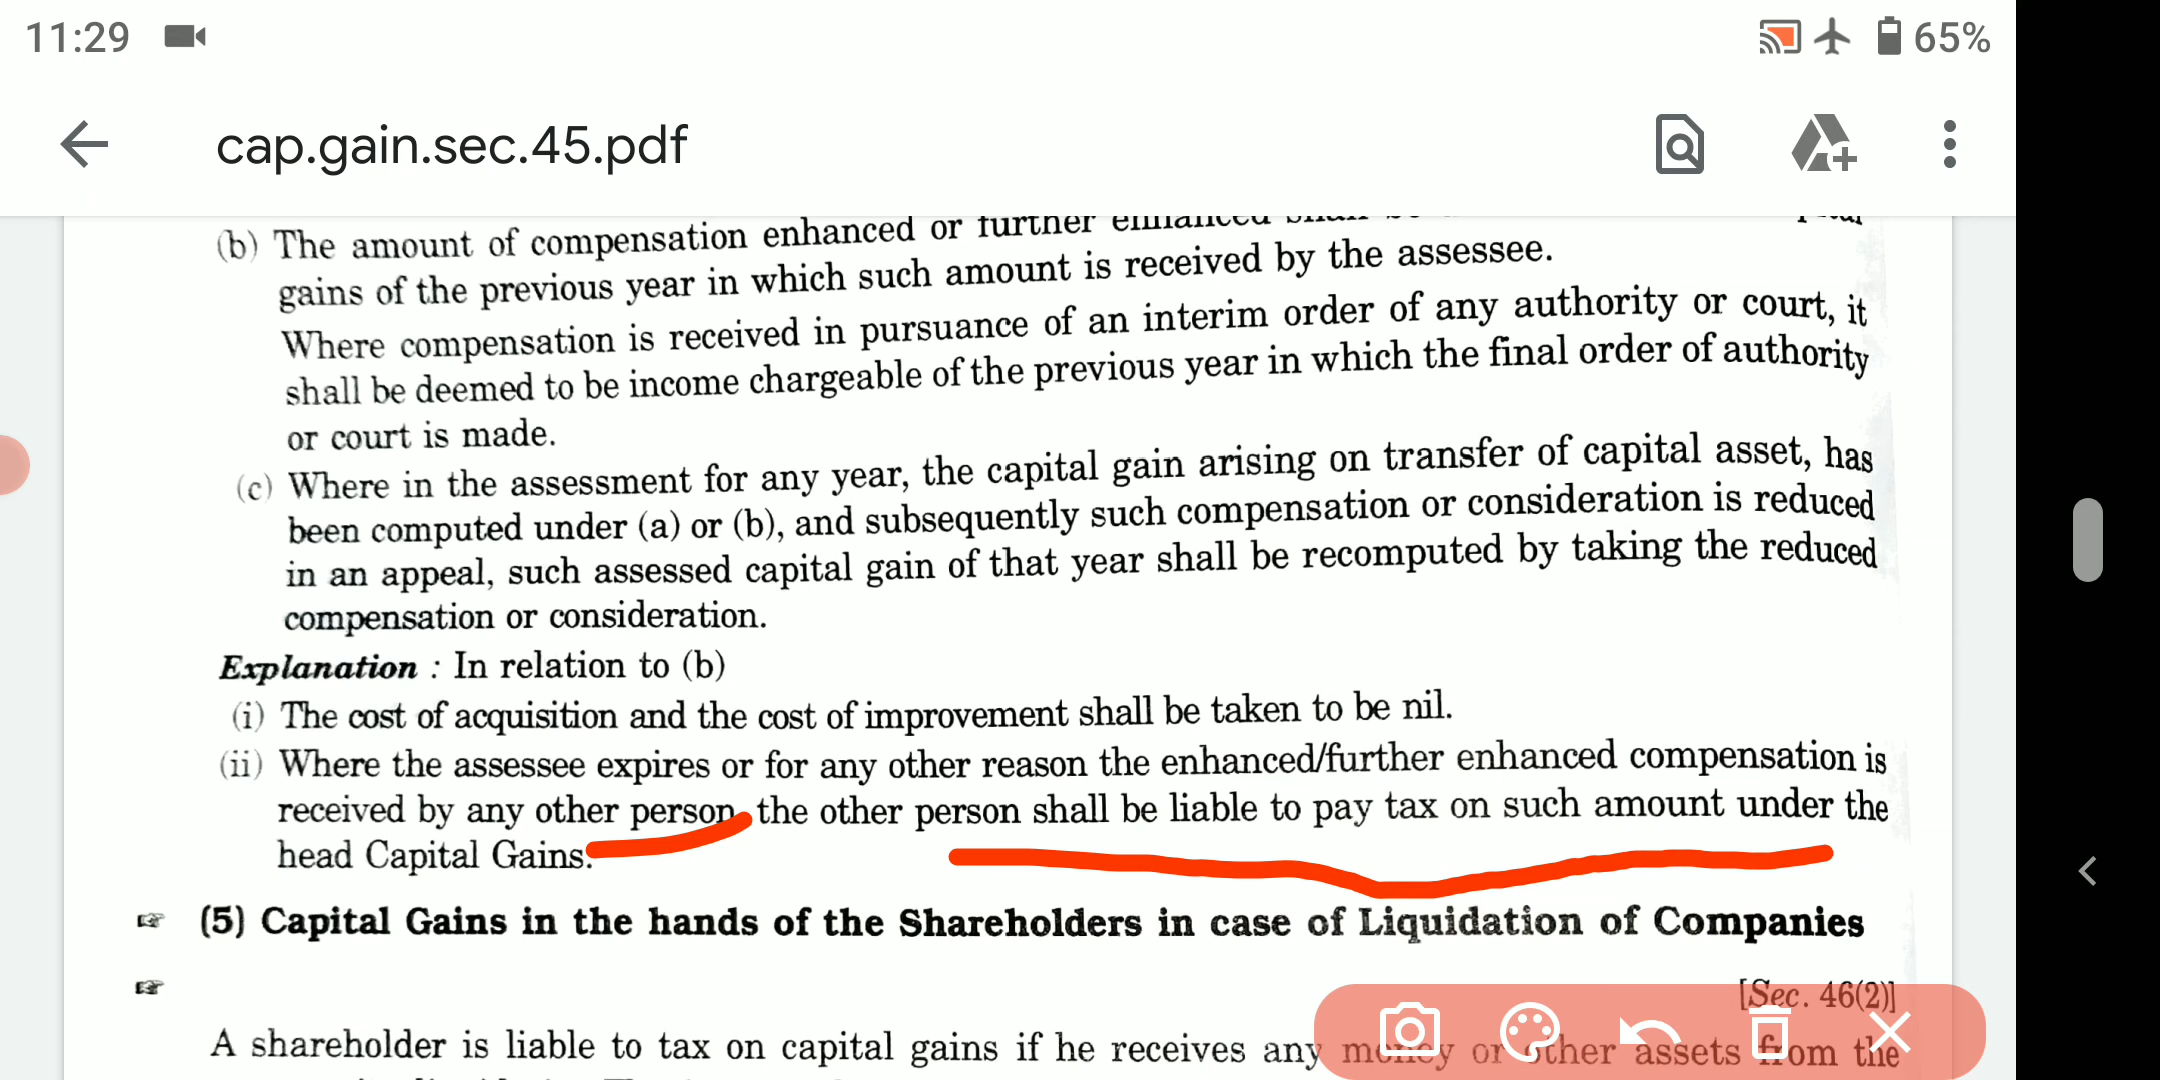 11:29
65%
cap.gain.sec.45.pdf
(b) The amount of compensation enhanced or further enhanced shall be
gains of the previous year in which such amount is received by the assessee.
Where compensation is received in pursuance of an interim order of any authority or court, it
shall be deemed to be income chargeable of the previous year in which the final order of authority
or court is made.
(c) Where in the assessment for any year, the capital gain arising on transfer of capital asset, has
been computed under (a) or (b), and subsequently such compensation or consideration is reduced
in an appeal, such assessed capital gain of that year shall be recomputed by taking the reduced
compensation or consideration.
Explanation : In relation to (b)
(i) The cost of acquisition and the cost of improvement shall be taken to be nil.
(ii) Where the assessee expires or for any other reason the enhanced/further enhanced compensation is
received by any other person, the other person shall be liable to pay tax on such amount under the
head Capital Gains.
(5) Capital Gains in the hands of the Shareholders in case of Liquidation of Companies
[Sec. 46(2)]
A shareholder is liable to tax on capital gains if he receives any money or other assets from the